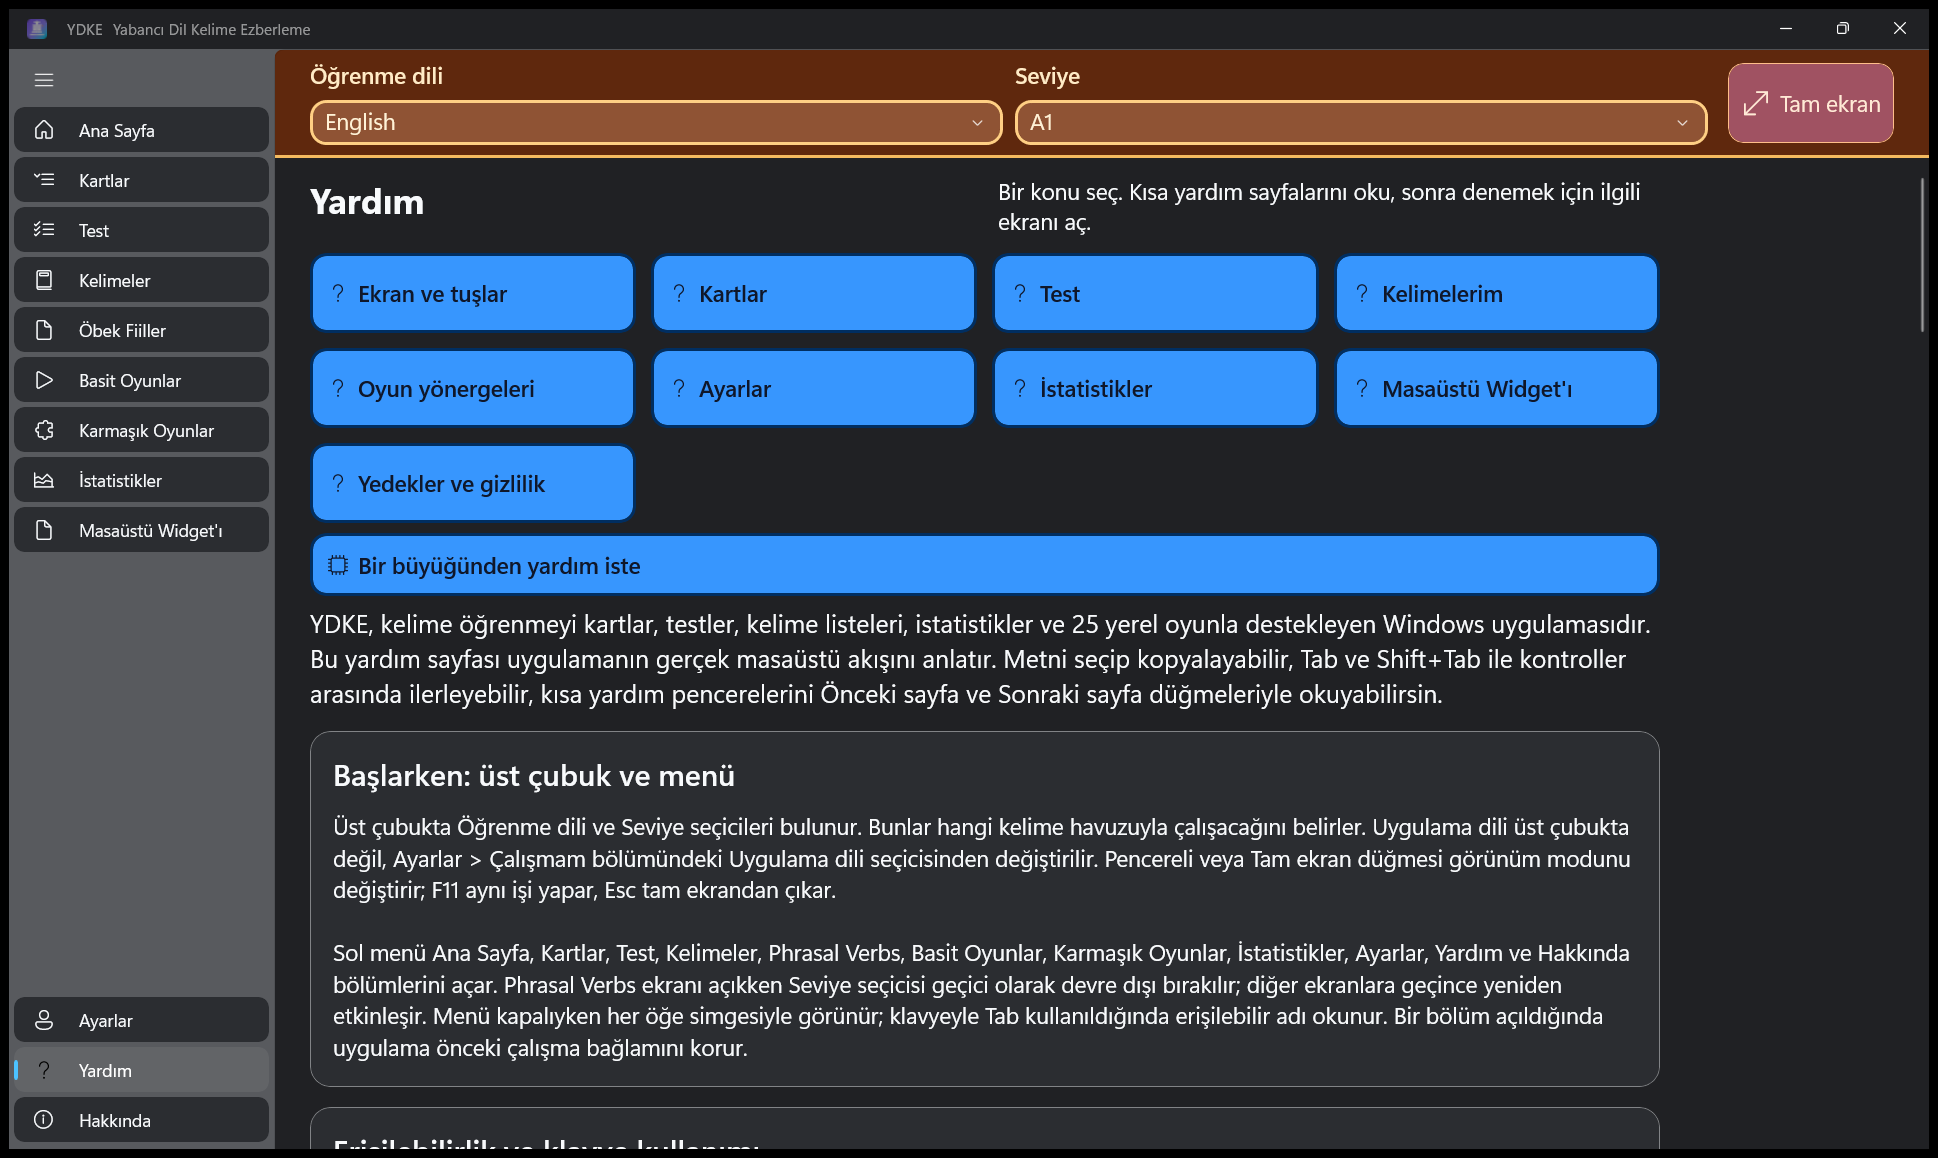 YDKE Yabancı Dil Kelime Ezberleme
Öğrenme dili
Seviye
English
A1
Tam ekran
Ana Sayfa
Kartlar
Test
Kelimeler
Öbek Fiiller
Basit Oyunlar
Karmaşık Oyunlar
İstatistikler
Masaüstü Widget'ı
Ayarlar
? Yardım
Hakkında
Yardım
Bir konu seç. Kısa yardım sayfalarını oku, sonra denemek için ilgili
ekranı aç.
? Ekran ve tuşlar
? Kartlar
? Test
? Kelimelerim
? Oyun yönergeleri
? Ayarlar
? İstatistikler
? Masaüstü Widget'ı
? Yedekler ve gizlilik
Bir büyüğünden yardım iste
YDKE, kelime öğrenmeyi kartlar, testler, kelime listeleri, istatistikler ve 25 yerel oyunla destekleyen Windows uygulamasıdır.
Bu yardım sayfası uygulamanın gerçek masaüstü akışını anlatır. Metni seçip kopyalayabilir, Tab ve Shift+Tab ile kontroller
arasında ilerleyebilir, kısa yardım pencerelerini Önceki sayfa ve Sonraki sayfa düğmeleriyle okuyabilirsin.
Başlarken: üst çubuk ve menü
Üst çubukta Öğrenme dili ve Seviye seçicileri bulunur. Bunlar hangi kelime havuzuyla çalışacağını belirler. Uygulama dili üst çubukta
değil, Ayarlar > Çalışmam bölümündeki Uygulama dili seçicisinden değiştirilir. Pencereli veya Tam ekran düğmesi görünüm modunu
değiştirir; F11 aynı işi yapar, Esc tam ekrandan çıkar.
Sol menü Ana Sayfa, Kartlar, Test, Kelimeler, Phrasal Verbs, Basit Oyunlar, Karmaşık Oyunlar, İstatistikler, Ayarlar, Yardım ve Hakkında
bölümlerini açar. Phrasal Verbs ekranı açıkken Seviye seçicisi geçici olarak devre dışı bırakılır; diğer ekranlara geçince yeniden
etkinleşir. Menü kapalıyken her öğe simgesiyle görünür; klavyeyle Tab kullanıldığında erişilebilir adı okunur. Bir bölüm açıldığında
uygulama önceki çalışma bağlamını korur.
Erişilebilirlik ve klavye kullanımı